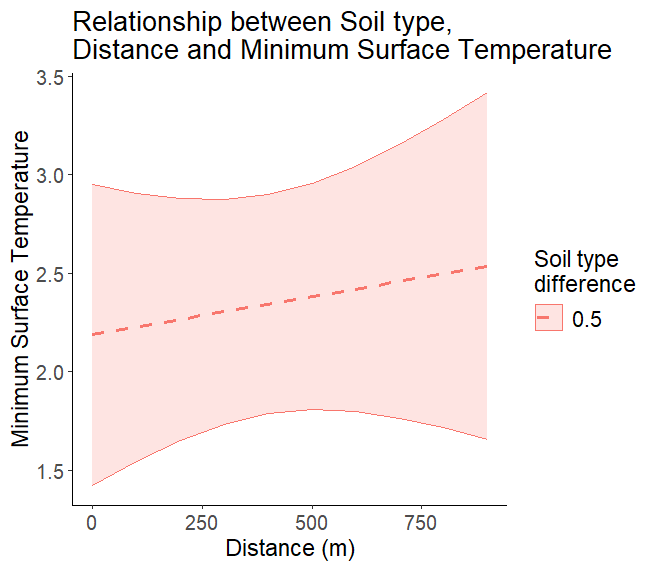 Relationship between Soil type,
Distance and Minimum Surface Temperature
Minimum Surface Temperature
3.5
3.0
2.5
2.0
1.5
0
250
500
750
Distance (m)
Soil type
difference
0.5